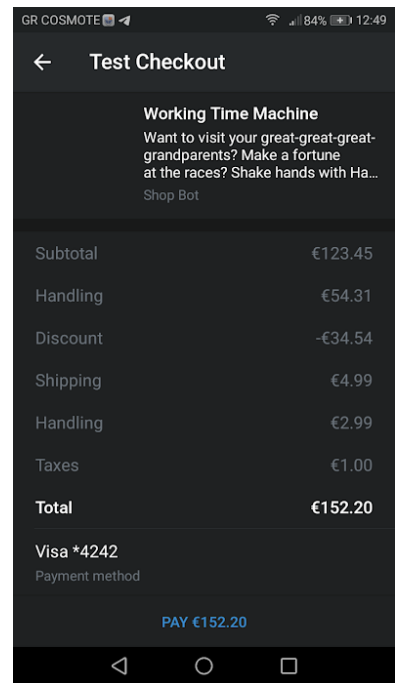 GR COSMOTE 84% 12:49
Test Checkout
Working Time Machine
Want to visit your great-great-great-
grandparents? Make a fortune
at the races? Shake hands with Ha...
Shop Bot
Subtotal €123.45
Handling €54.31
Discount -€34.54
Shipping €4.99
Handling €2.99
Taxes €1.00
Total €152.20
Visa *4242
Payment method
PAY €152.20